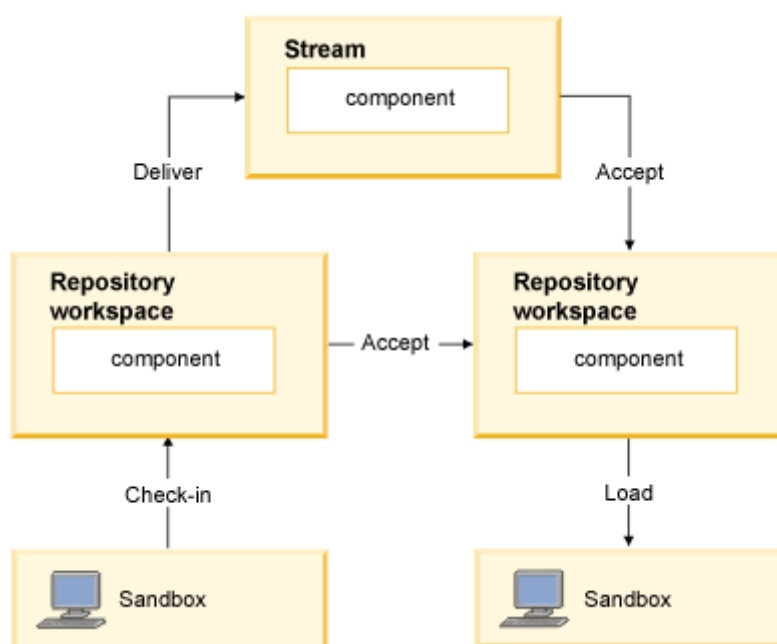 Stream
component
Deliver
Accept
Repository
workspace
component
Accept
Repository
workspace
component
Check-in
Load
Sandbox
Sandbox